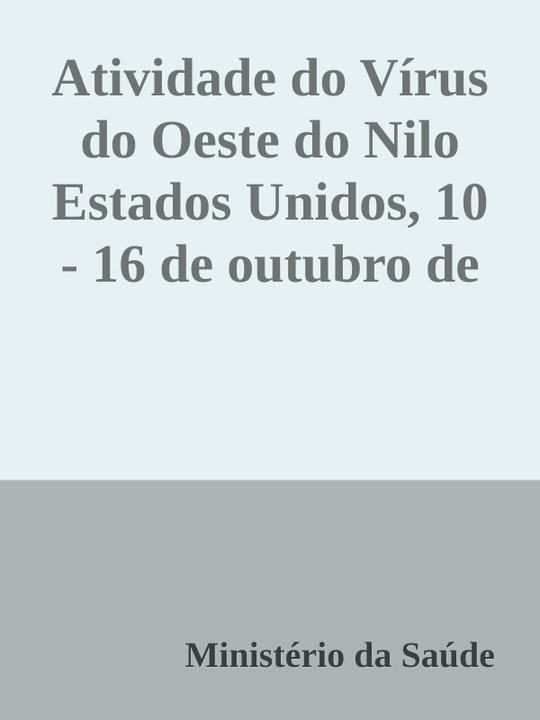 Atividade do Vírus
do Oeste do Nilo
Estados Unidos, 10
- 16 de outubro de
Ministério da Saúde